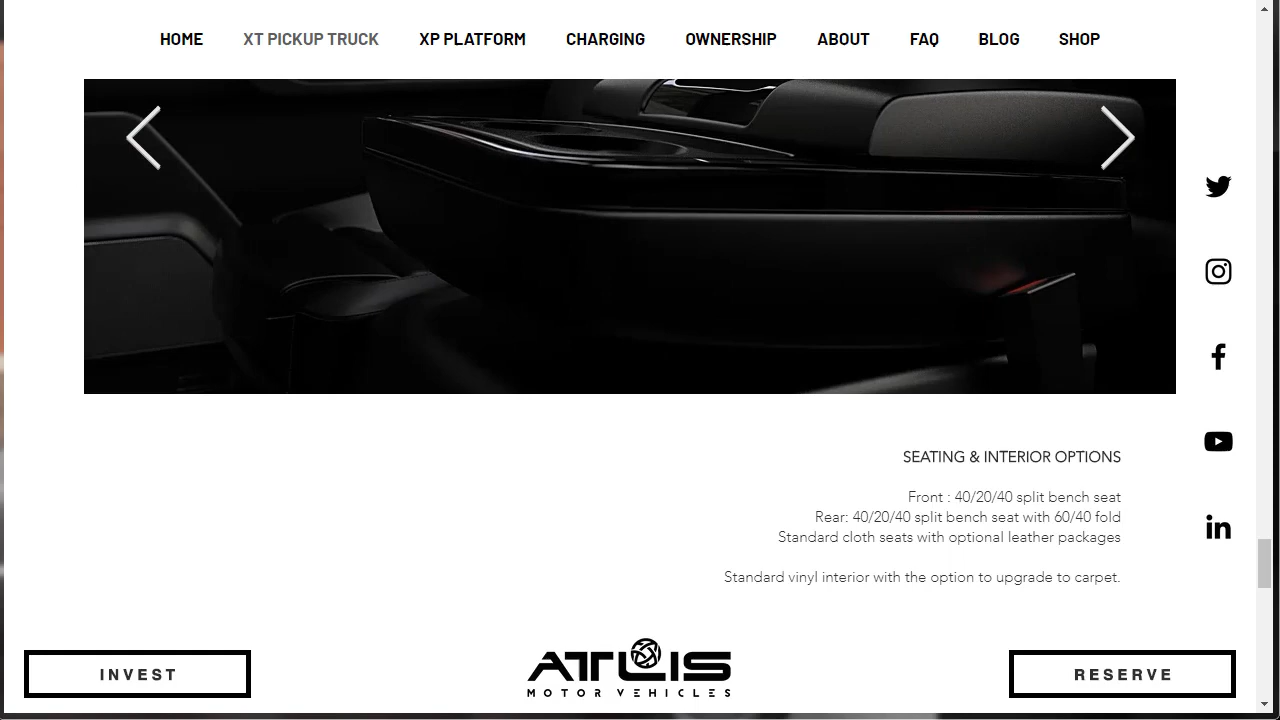 HOME XT PICKUP TRUCK XP PLATFORM CHARGING OWNERSHIP ABOUT FAQ BLOG SHOP
SEATING & INTERIOR OPTIONS
Front : 40/20/40 split bench seat
Rear: 40/20/40 split bench seat with 60/40 fold
Standard cloth seats with optional leather packages
Standard vinyl interior with the option to upgrade to carpet.
INVEST
ATLIS
MOTOR VEHICLES
RESERVE